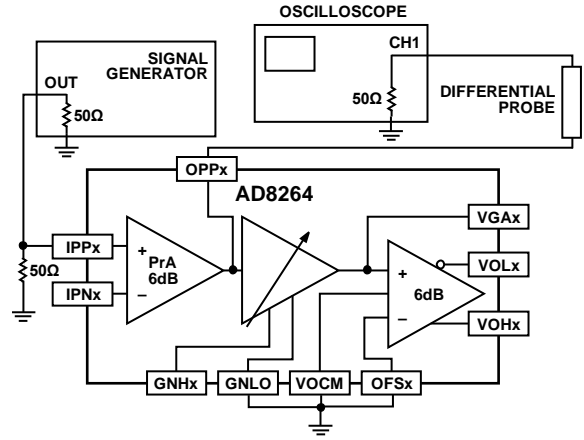 OSCILLOSCOPE
CH1
50Ω
SIGNAL
GENERATOR
OUT
50Ω
DIFFERENTIAL
PROBE
OPPx
AD8264
VGAx
IPPx
+
PrA
6dB
–
50Ω
IPNx
+
6dB
–
VOLx
VOHx
GNHx
GNLO
VOCM
OFSx